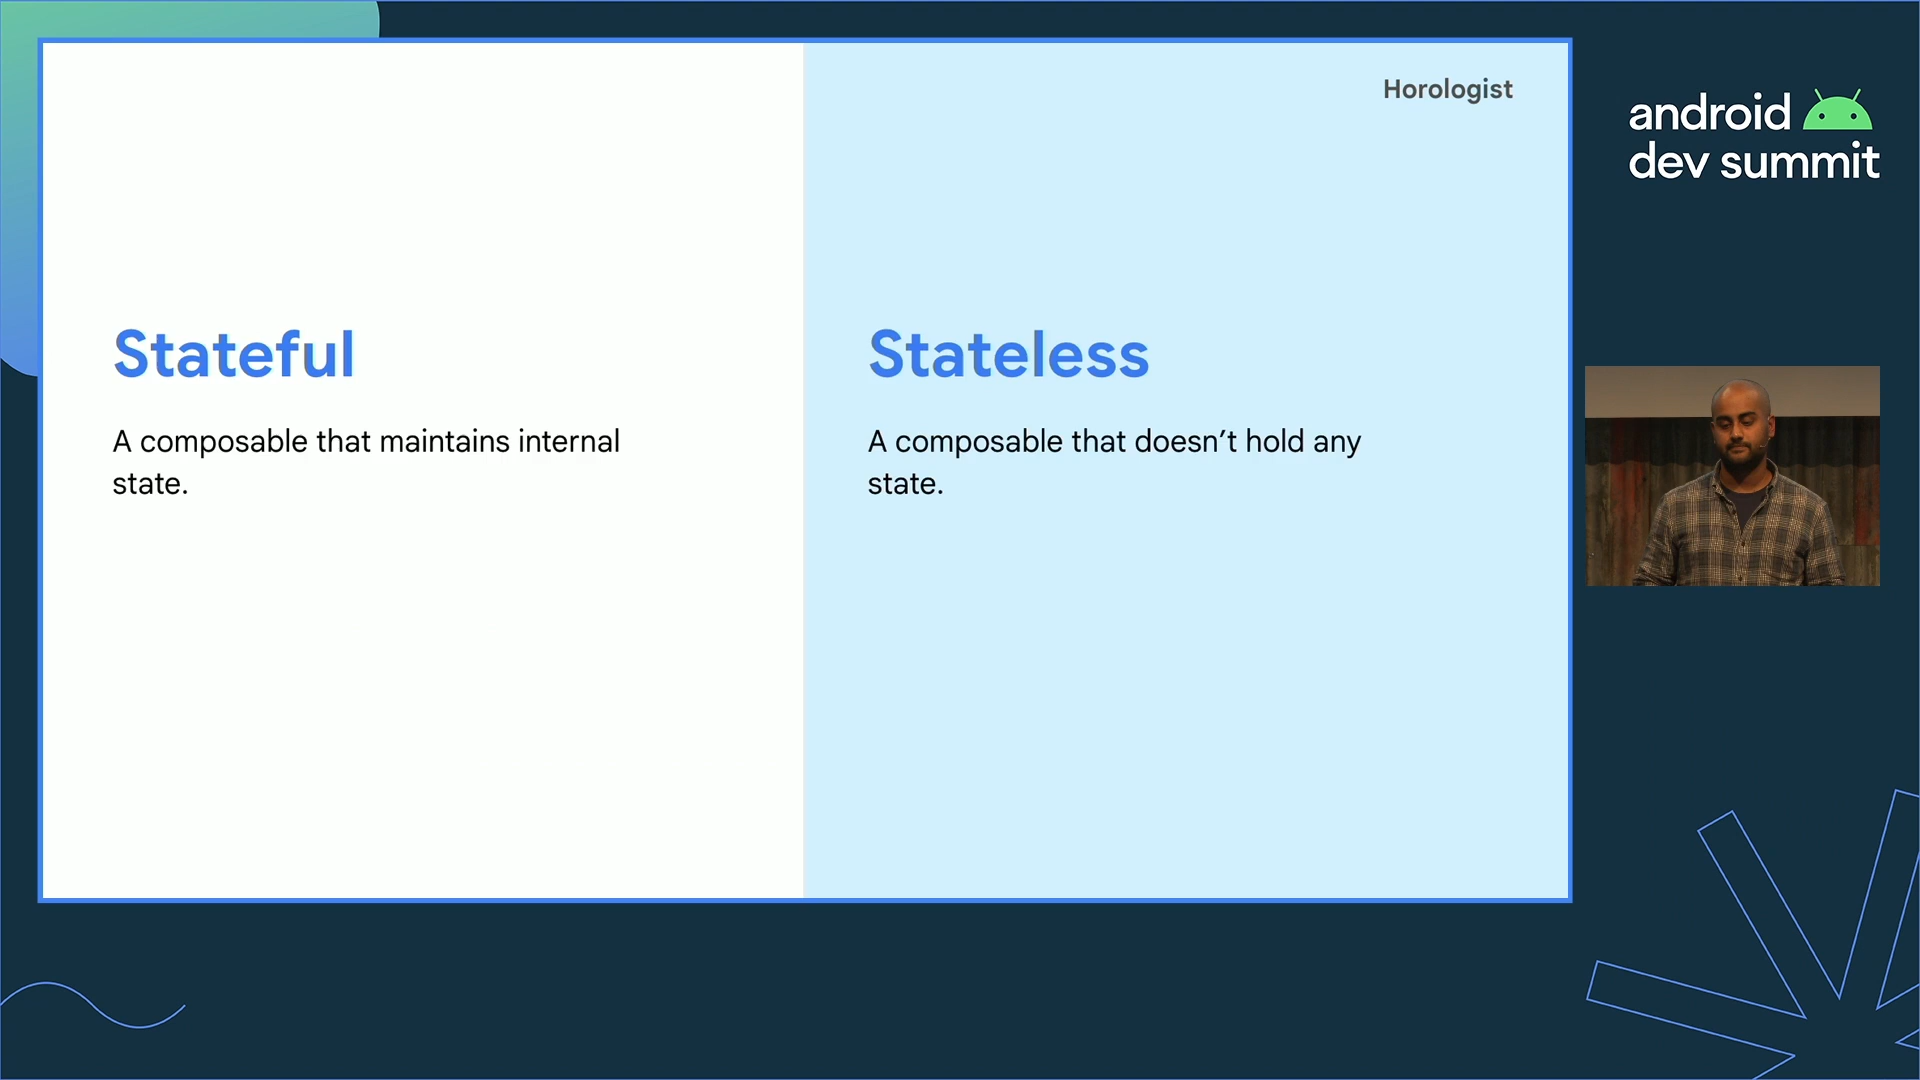 Horologist
Stateful
A composable that maintains internal
state.
Stateless
A composable that doesn’t hold any
state.
android
dev summit